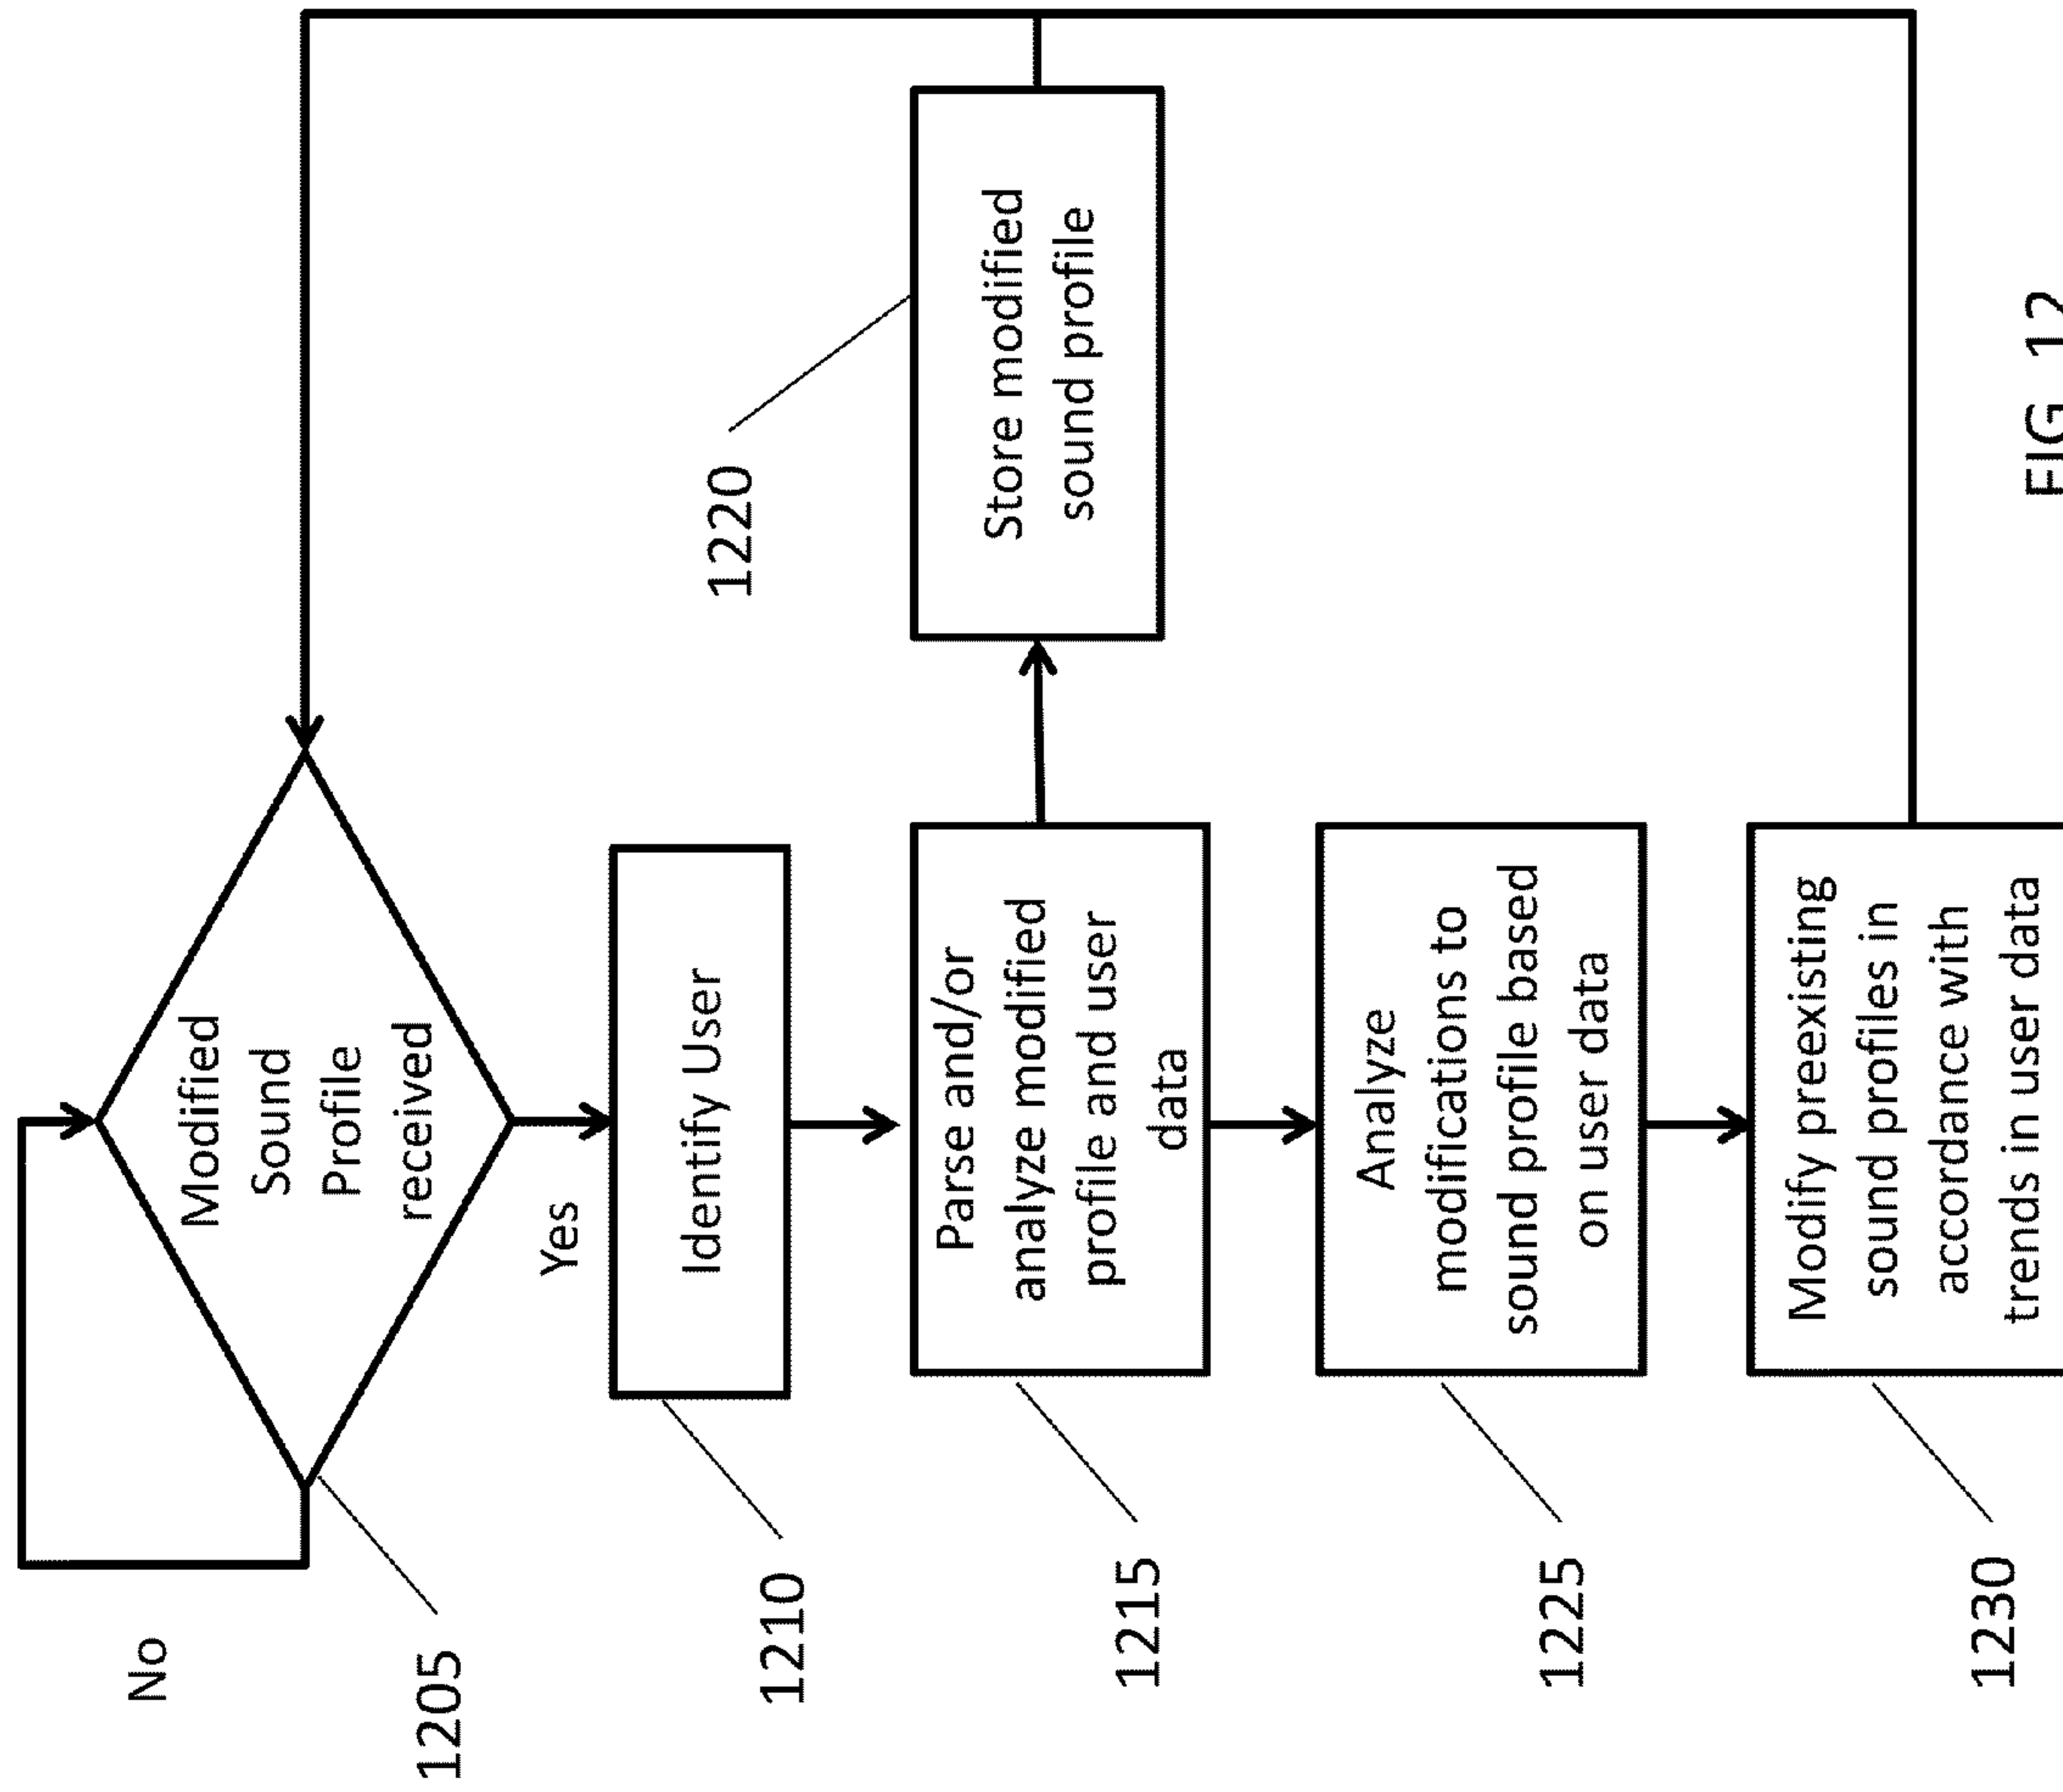 No
1205
Modified
Sound
Profile
received
Yes
1210
Identify User
1215
Parse and/or
analyze modified
profile and user
data
1220
Store modified
sound profile
1225
Analyze
modifications to
sound profile based
on user data
1230
Modify preexisting
sound profiles in
accordance with
trends in user data
FIG. 12